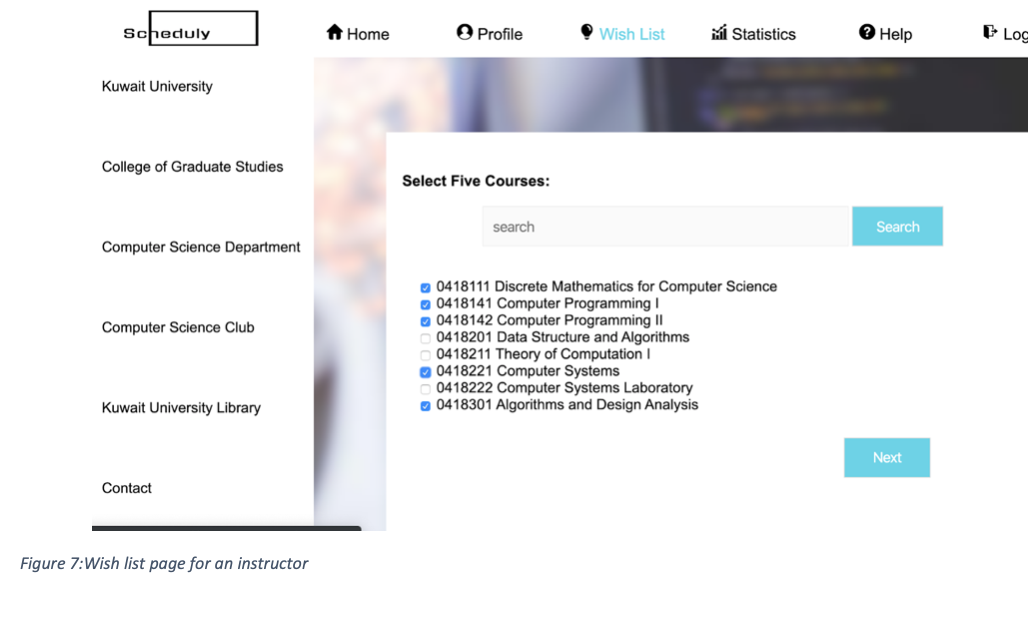 Scheduly
Home
Profile
Wish List
Statistics
Help
Log
Kuwait University
College of Graduate Studies
Computer Science Department
Computer Science Club
Kuwait University Library
Contact
Select Five Courses:
search
Search
0418111 Discrete Mathematics for Computer Science
0418141 Computer Programming I
0418142 Computer Programming II
0418201 Data Structure and Algorithms
0418211 Theory of Computation I
0418221 Computer Systems
0418222 Computer Systems Laboratory
0418301 Algorithms and Design Analysis
Next
Figure 7:Wish list page for an instructor